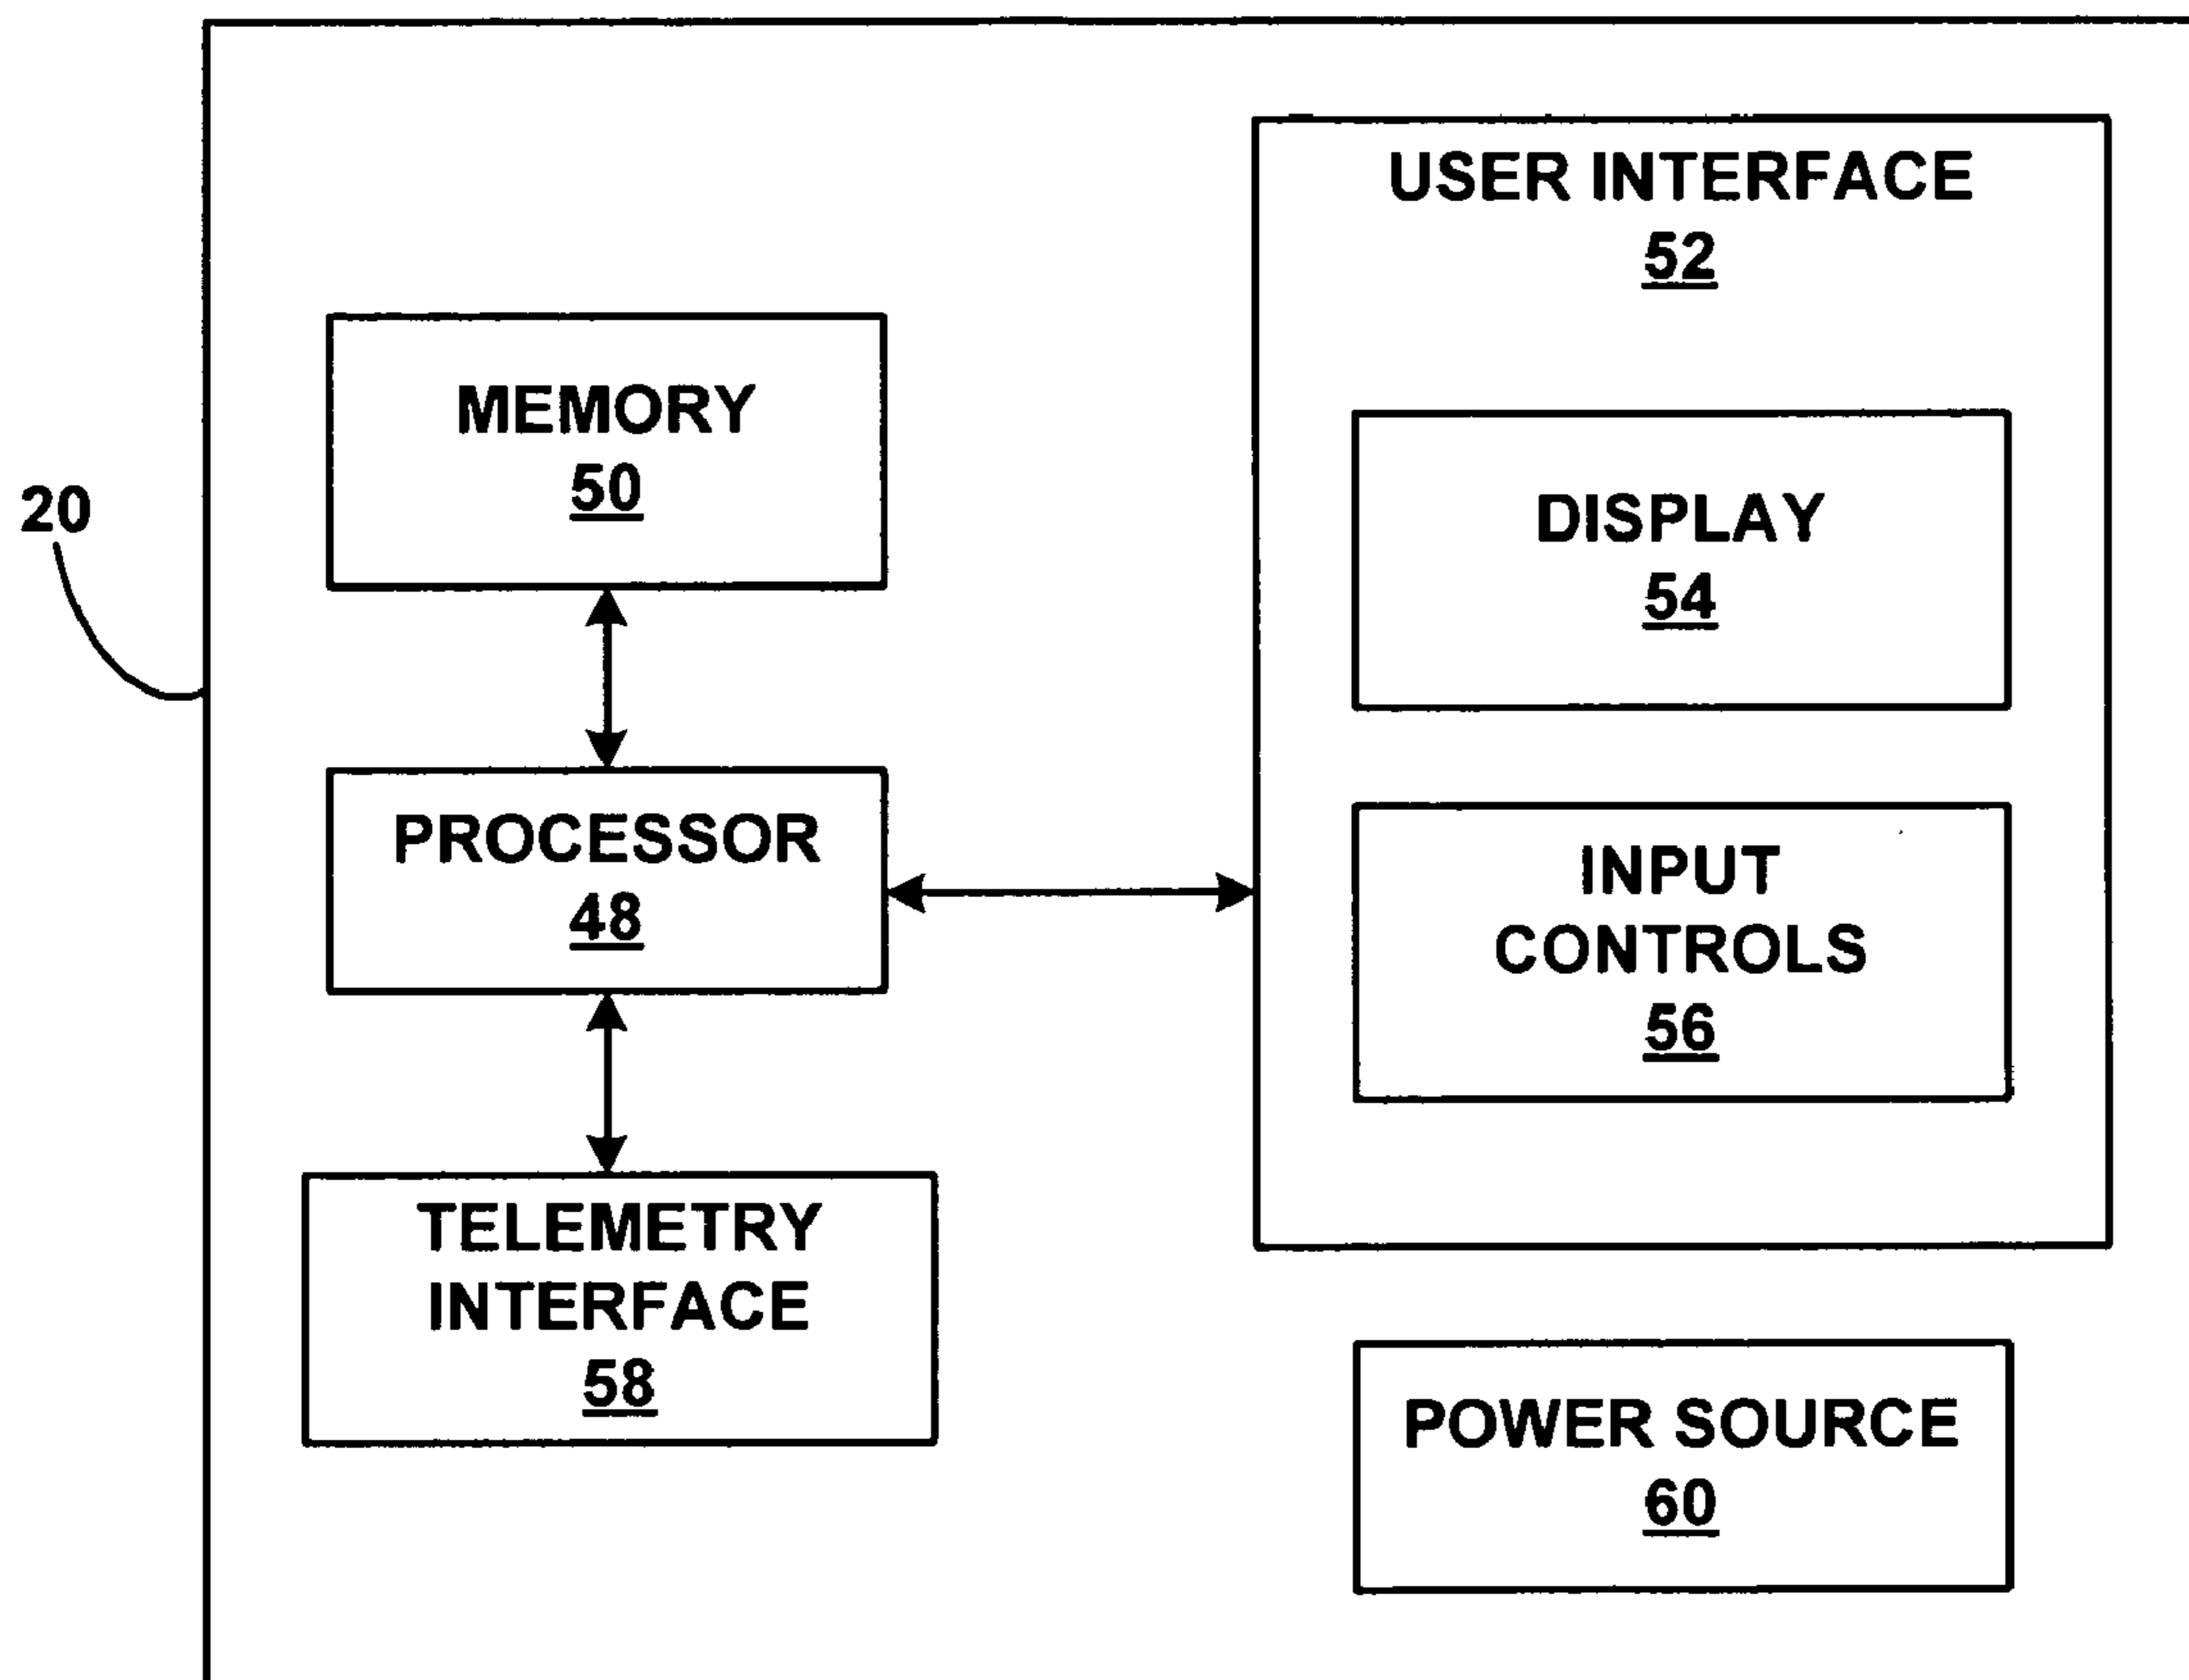 USER INTERFACE
52
MEMORY
50
20
DISPLAY
54
PROCESSOR
48
INPUT
CONTROLS
56
TELEMETRY
INTERFACE
58
POWER SOURCE
60